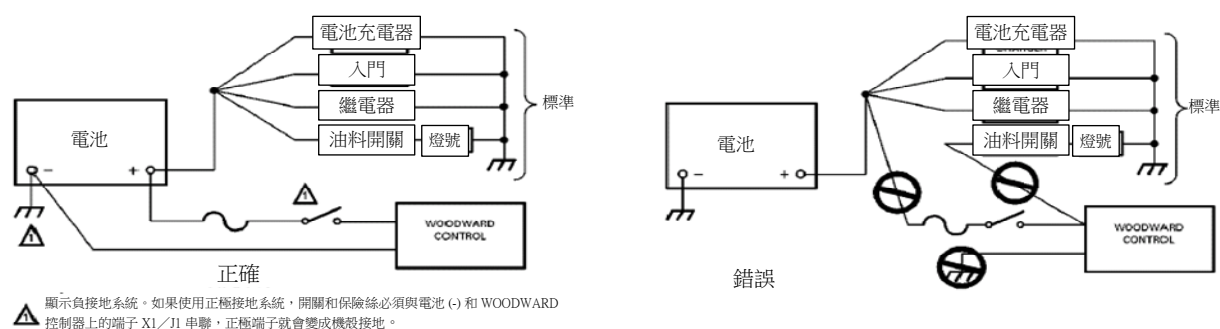 電池充電器
入門
繼電器
油料開關 燈號
標準
電池
- +
1
1
WOODWARD
CONTROL
正確
電池充電器
入門
繼電器
油料開關 燈號
標準
電池
- +
WOODWARD
CONTROL
錯誤
1 顯示負接地系統。如果使用正極接地系統,開關和保險絲必須與電池 (-) 和 WOODWARD
控制器上的端子 X1/J1 串聯,正極端子就會變成機殼接地。